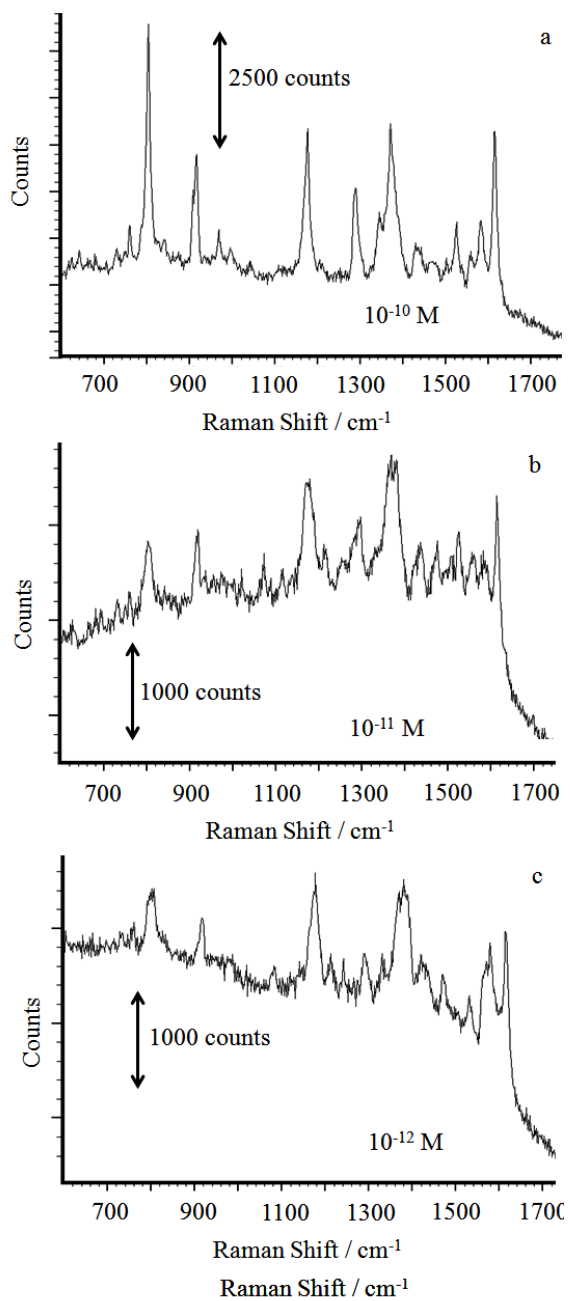 a
2500 counts
Counts
10⁻¹⁰ M
700 900 1100 1300 1500 1700
Raman Shift / cm⁻¹
b
Counts
1000 counts
10⁻¹¹ M
700 900 1100 1300 1500 1700
Raman Shift / cm⁻¹
c
Counts
1000 counts
10⁻¹² M
700 900 1100 1300 1500 1700
Raman Shift / cm⁻¹
Raman Shift / cm⁻¹